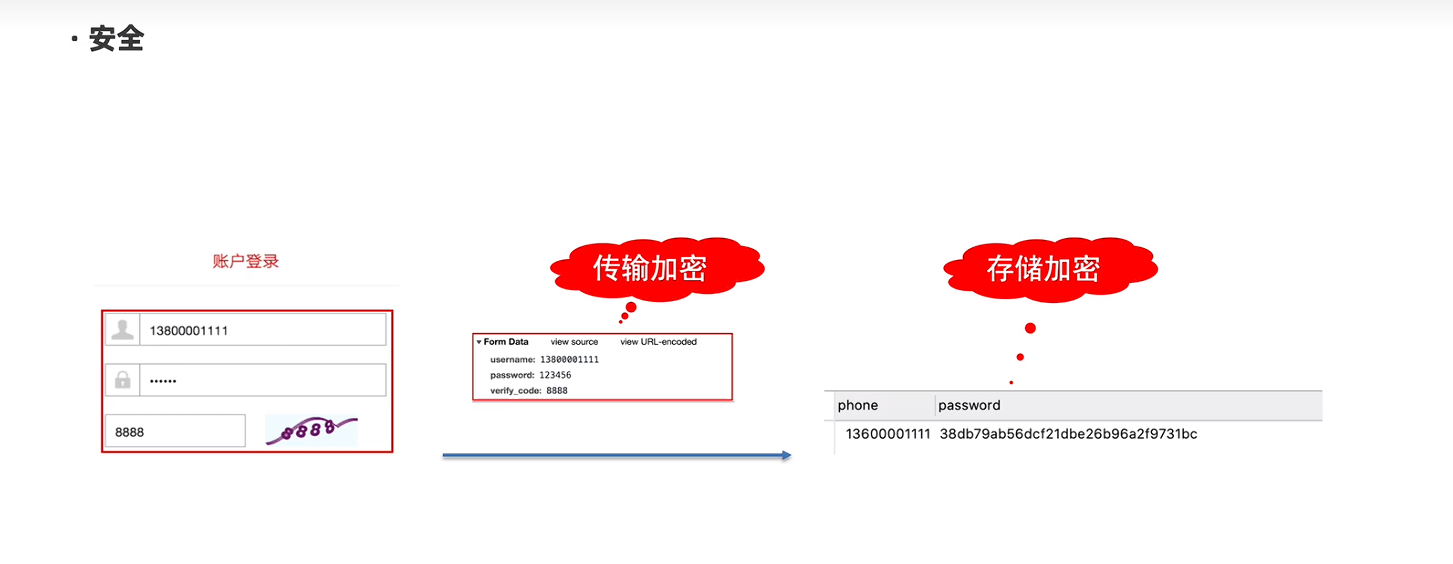 · 安全
账户登录
13800001111
••••••
8888
8888
传输加密
▾ Form Data view source view URL-encoded
username: 13800001111
password: 123456
verify_code: 8888
存储加密
phone password
13600001111 38db79ab56dcf21dbe26b96a2f9731bc